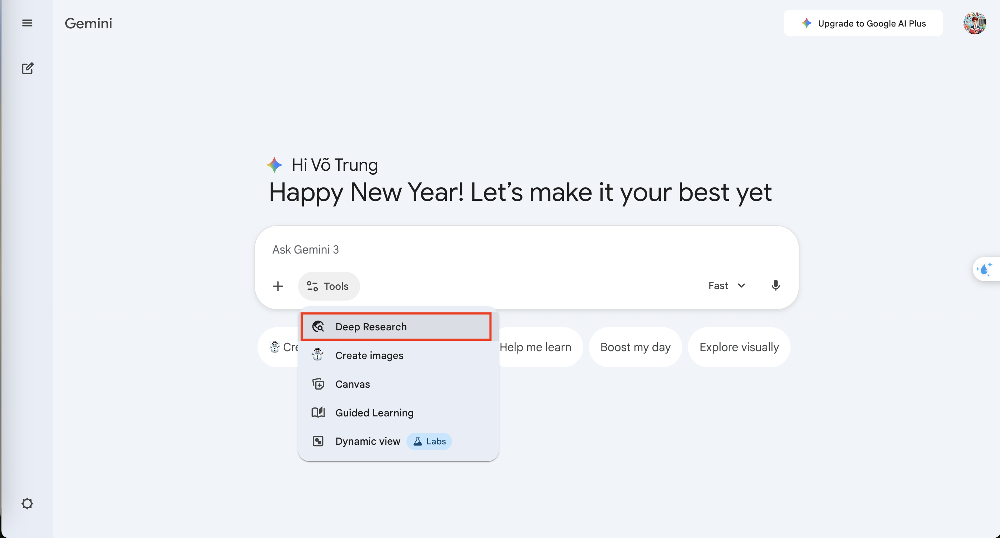 Gemini
Upgrade to Google AI Plus
Hi Võ Trung
Happy New Year! Let’s make it your best yet
Ask Gemini 3
Tools
Fast
Deep Research
Create images
Canvas
Guided Learning
Dynamic view Labs
Help me learn
Boost my day
Explore visually